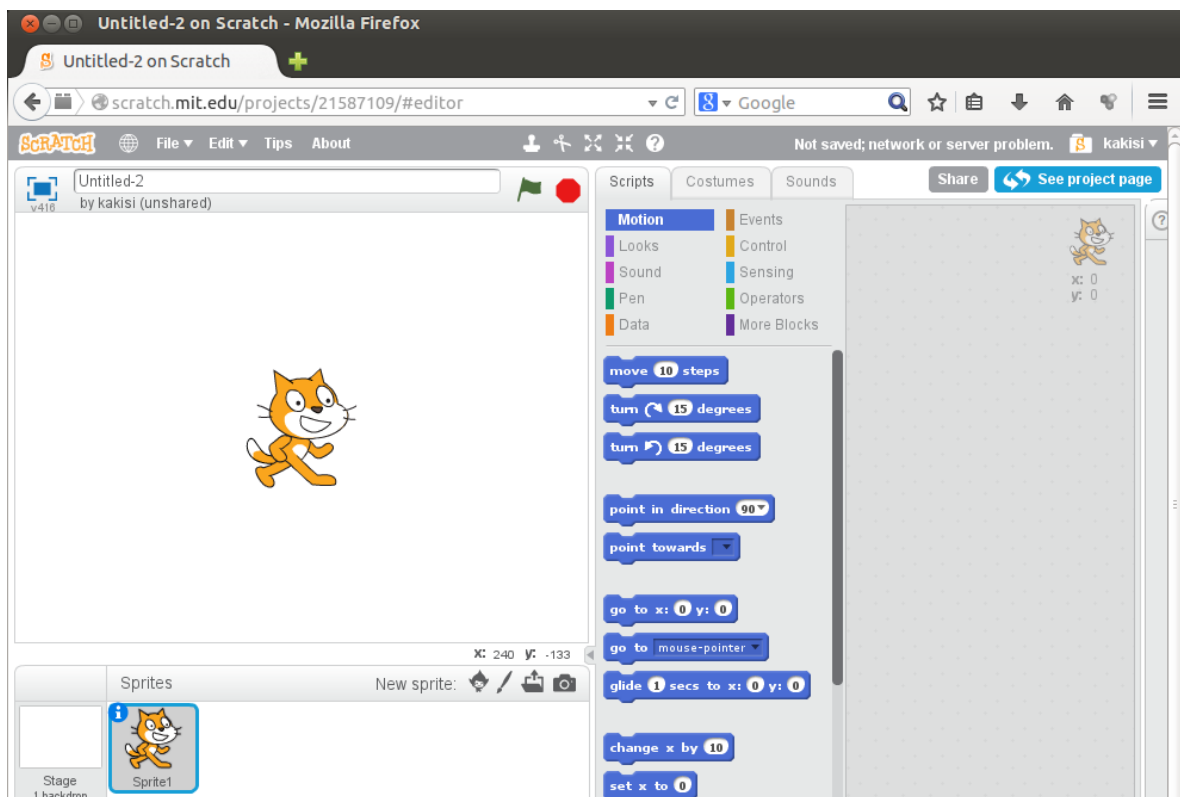 Untitled-2 on Scratch - Mozilla Firefox
Untitled-2 on Scratch
scratch.mit.edu/projects/21587109/#editor
Google
SCRATCH File Edit Tips About
Not saved; network or server problem. kakisi
Untitled-2
by kakisi (unshared)
v416
Scripts Costumes Sounds
Share See project page
Motion Events
Looks Control
Sound Sensing
Pen Operators
Data More Blocks
x: 0
y: 0
move 10 steps
turn 15 degrees
turn 15 degrees
point in direction 90
point towards
go to x: 0 y: 0
go to mouse-pointer
glide 1 secs to x: 0 y: 0
change x by 10
set x to 0
x: 240 y: -133
Sprites New sprite:
Stage
1 backdrop
Sprite1